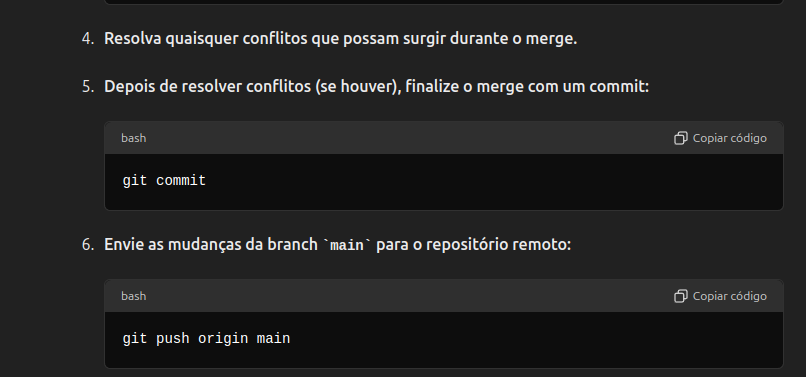 4. Resolva quaisquer conflitos que possam surgir durante o merge.
5. Depois de resolver conflitos (se houver), finalize o merge com um commit:
bash Copiar código
git commit
6. Envie as mudanças da branch `main` para o repositório remoto:
bash Copiar código
git push origin main